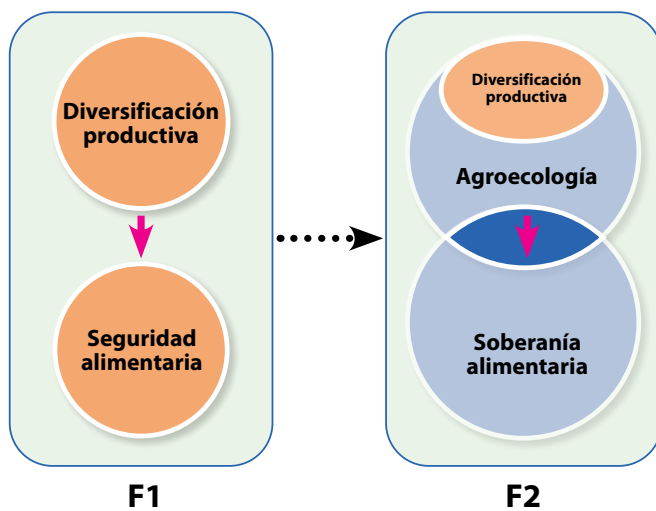 Diversificación
productiva
Seguridad
alimentaria
F1
Diversificación
productiva
Agroecología
Soberanía
alimentaria
F2